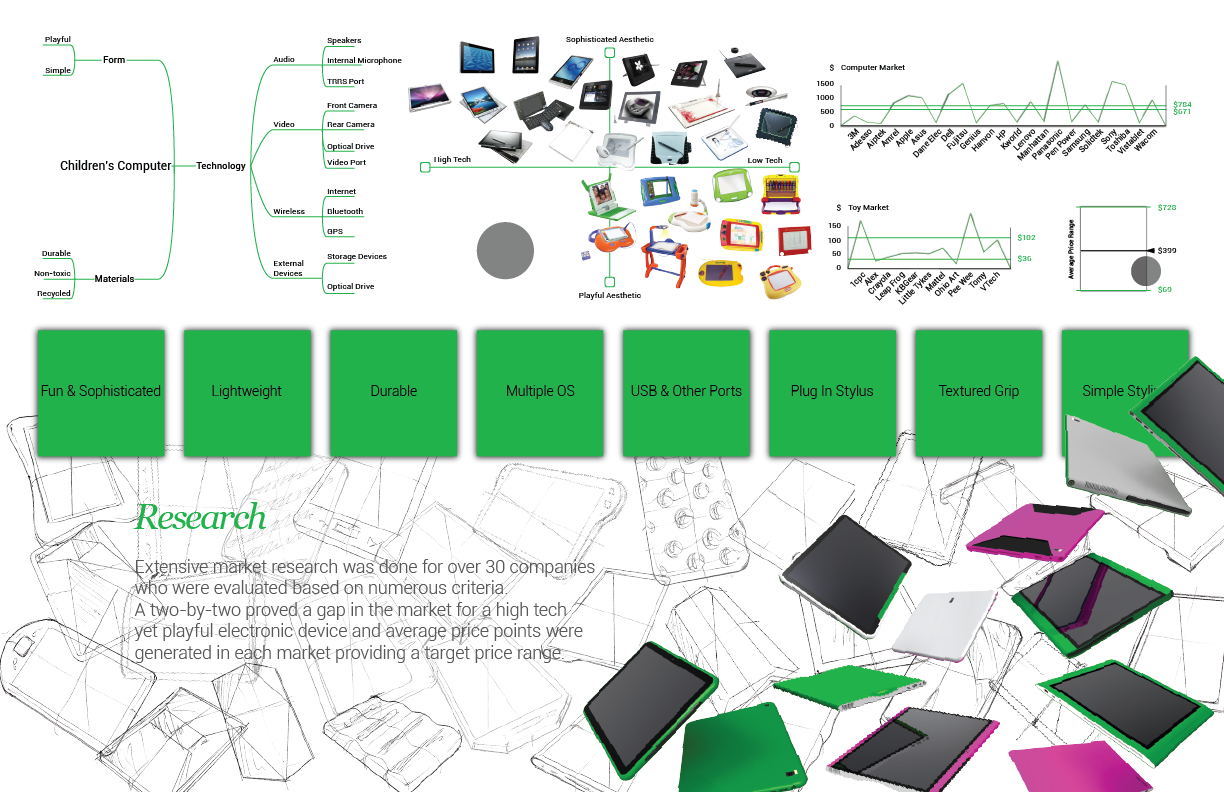 Playful
Simple
Form
Children's Computer
Technology
Durable
Non-toxic
Recycled
Materials
Audio
Speakers
Internal Microphone
TRRS Port
Video
Front Camera
Rear Camera
Optical Drive
Video Port
Wireless
Internet
Bluetooth
GPS
External
Devices
Storage Devices
Optical Drive
Sophisticated Aesthetic
High Tech
Low Tech
Playful Aesthetic
$ Computer Market
1500
1000
500
0
$784
$671
3M
Adesso
Aiptek
Amrel
Apple
Asus
Dane Elec
Dell
Fujitsu
Genius
Hanvon
HP
Kworld
Lenovo
Manhattan
Panasonic
Pen Power
Samsung
Solidtek
Sony
Toshiba
Vistablet
Wacom
$ Toy Market
150
100
50
0
$102
$36
1cpc
Alex
Crayola
Leap Frog
KBGear
Little Tykes
Mattel
Ohio Art
Pee Wee
Tomy
VTech
Average Price Range
$728
$399
$69
Fun & Sophisticated
Lightweight
Durable
Multiple OS
USB & Other Ports
Plug In Stylus
Textured Grip
Simple Styling
Research
Extensive market research was done for over 30 companies
who were evaluated based on numerous criteria.
A two-by-two proved a gap in the market for a high tech
yet playful electronic device and average price points were
generated in each market providing a target price range